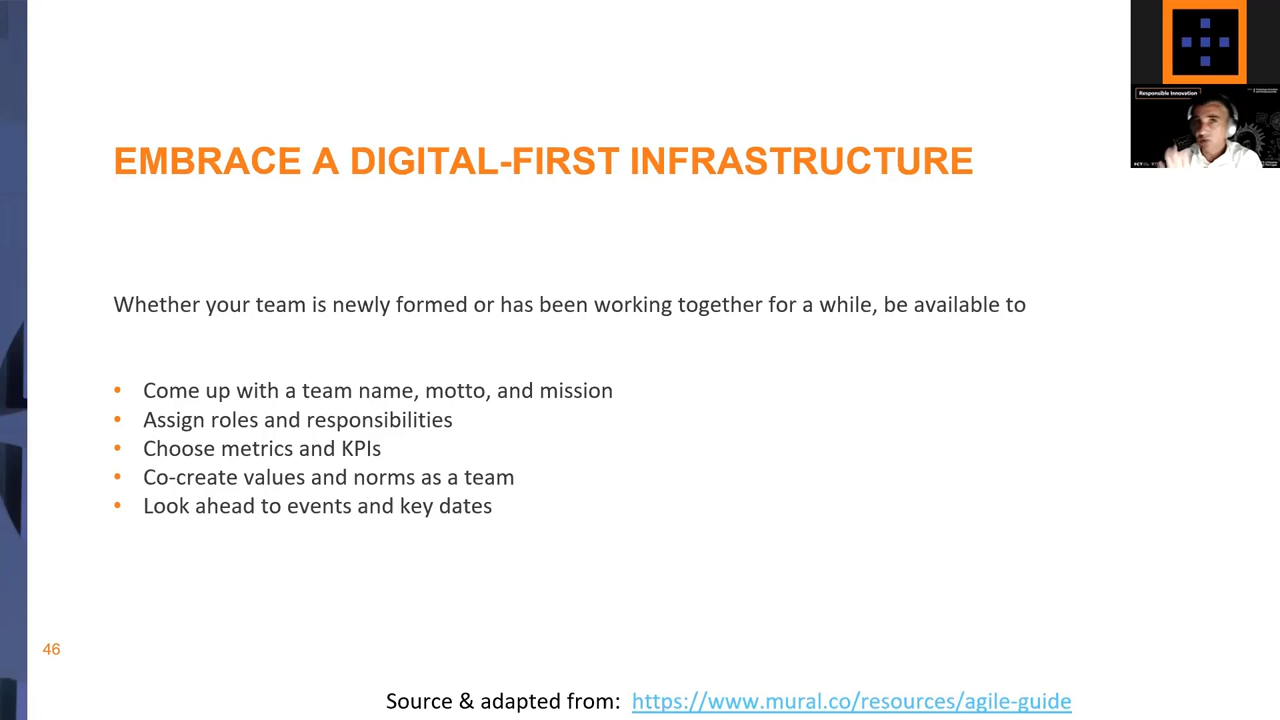 Responsible Innovation
EMBRACE A DIGITAL-FIRST INFRASTRUCTURE
Whether your team is newly formed or has been working together for a while, be available to
• Come up with a team name, motto, and mission
• Assign roles and responsibilities
• Choose metrics and KPIs
• Co-create values and norms as a team
• Look ahead to events and key dates
46
Source & adapted from: https://www.mural.co/resources/agile-guide